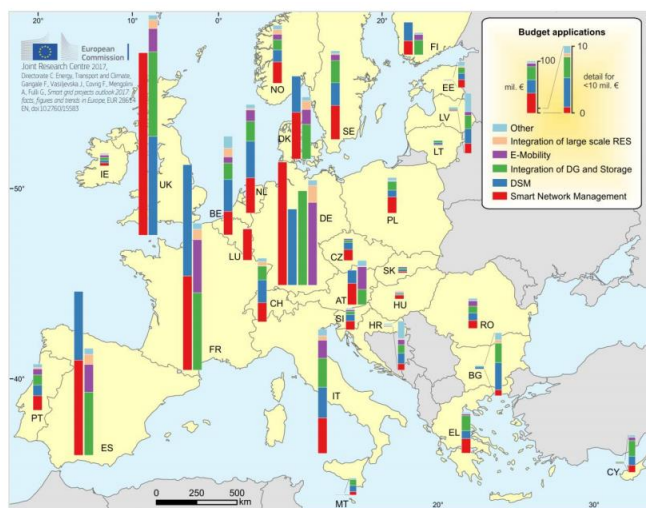 European
Commission
Joint Research Centre 2017,
Directorate C: Energy, Transport and Climate,
Gangale F., Vasiljevska J., Covrig F., Mengolini
A., Fulli G., Smart grid projects outlook 2017:
facts, figures and trends in Europe, EUR 28614
EN, doi:10.2760/15583
Budget applications
mil. €
100
10
0
detail for
<10 mil. €
Other
Integration of large scale RES
E-Mobility
Integration of DG and Storage
DSM
Smart Network Management
10°
0°
50°
40°
20°
30°
NO
FI
SE
EE
LV
LT
DK
IE
UK
NL
BE
DE
PL
LU
CZ
SK
CH
AT
HU
SI
HR
RO
FR
BG
IT
PT
ES
EL
CY
MT
0
250
500
km